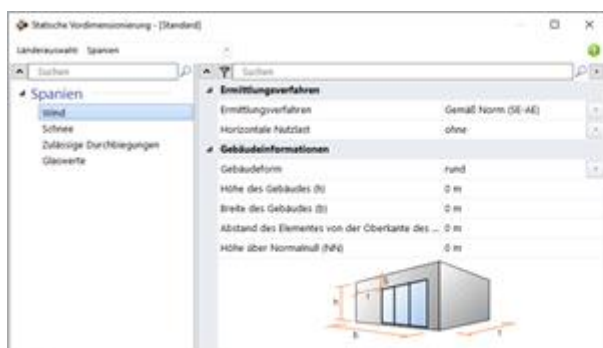 Statische Vordimensionierung - [Standard]
Länderauswahl Spanien
Suchen
Suchen
Spanien
Wind
Schnee
Zulässige Durchbiegungen
Glaswerte
Ermittlungsverfahren
Ermittlungsverfahren Gemäß Norm (SE-AE)
Horizontale Nutzlast ohne
Gebäudeinformationen
Gebäudeform rund
Höhe des Gebäudes (h) 0 m
Breite des Gebäudes (b) 0 m
Abstand des Elementes von der Oberkante des ... 0 m
Höhe über Normalnull (NN) 0 m
h
b